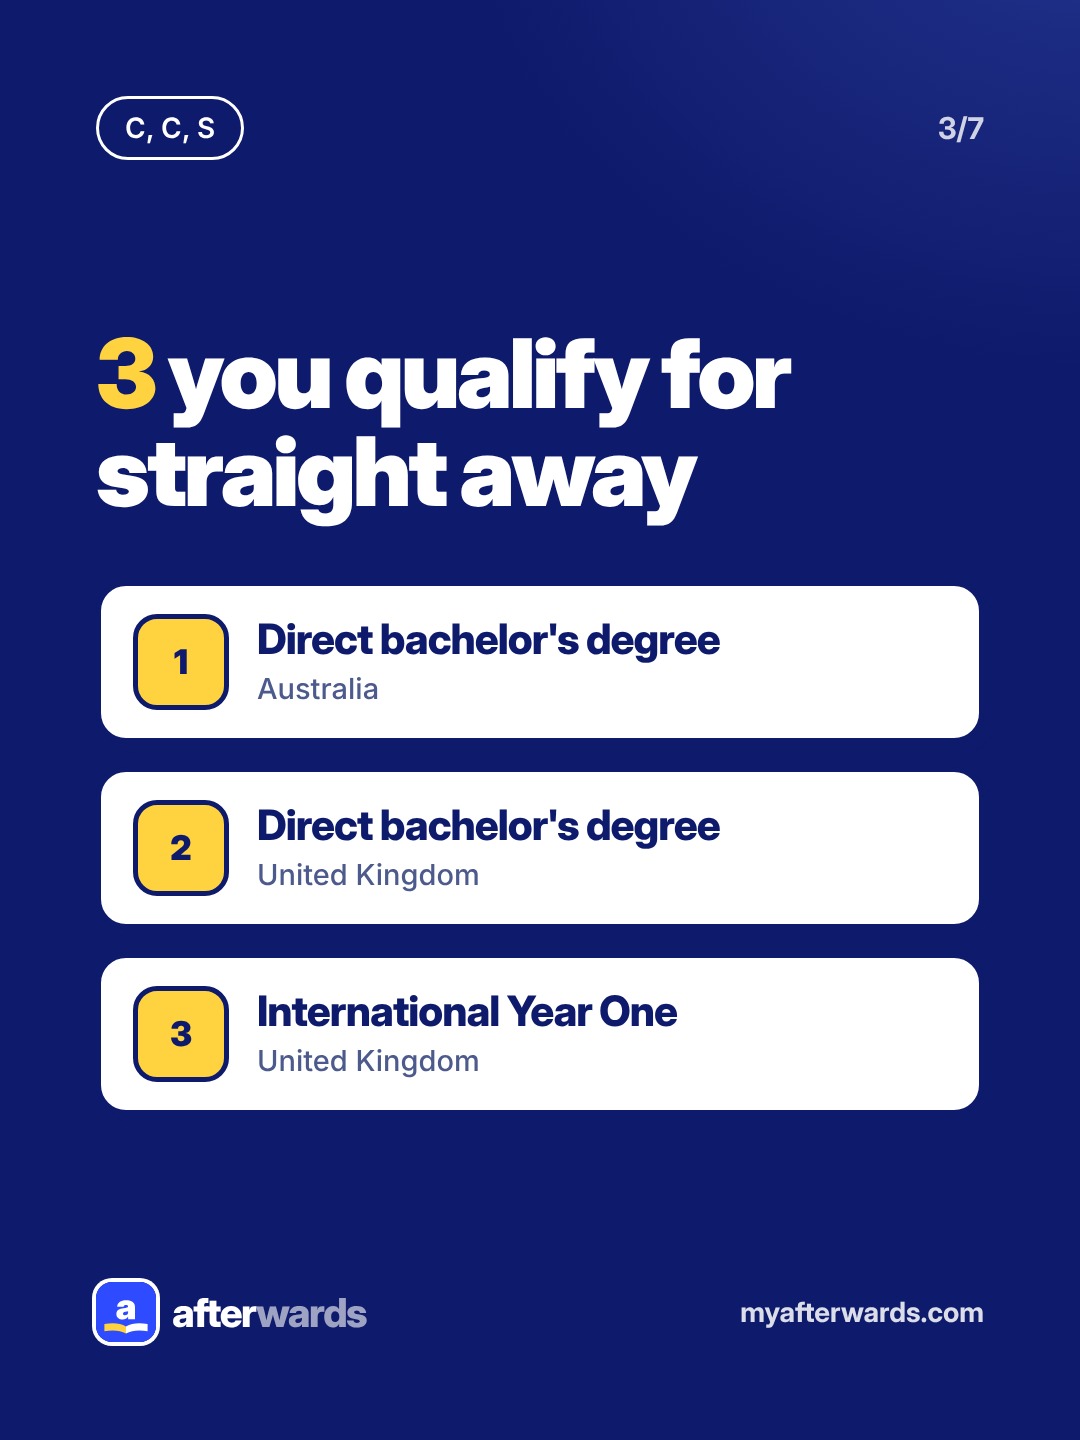 C, C, S
3/7
3 you qualify for
straight away
1
Direct bachelor's degree
Australia
2
Direct bachelor's degree
United Kingdom
3
International Year One
United Kingdom
a
afterwards
myafterwards.com